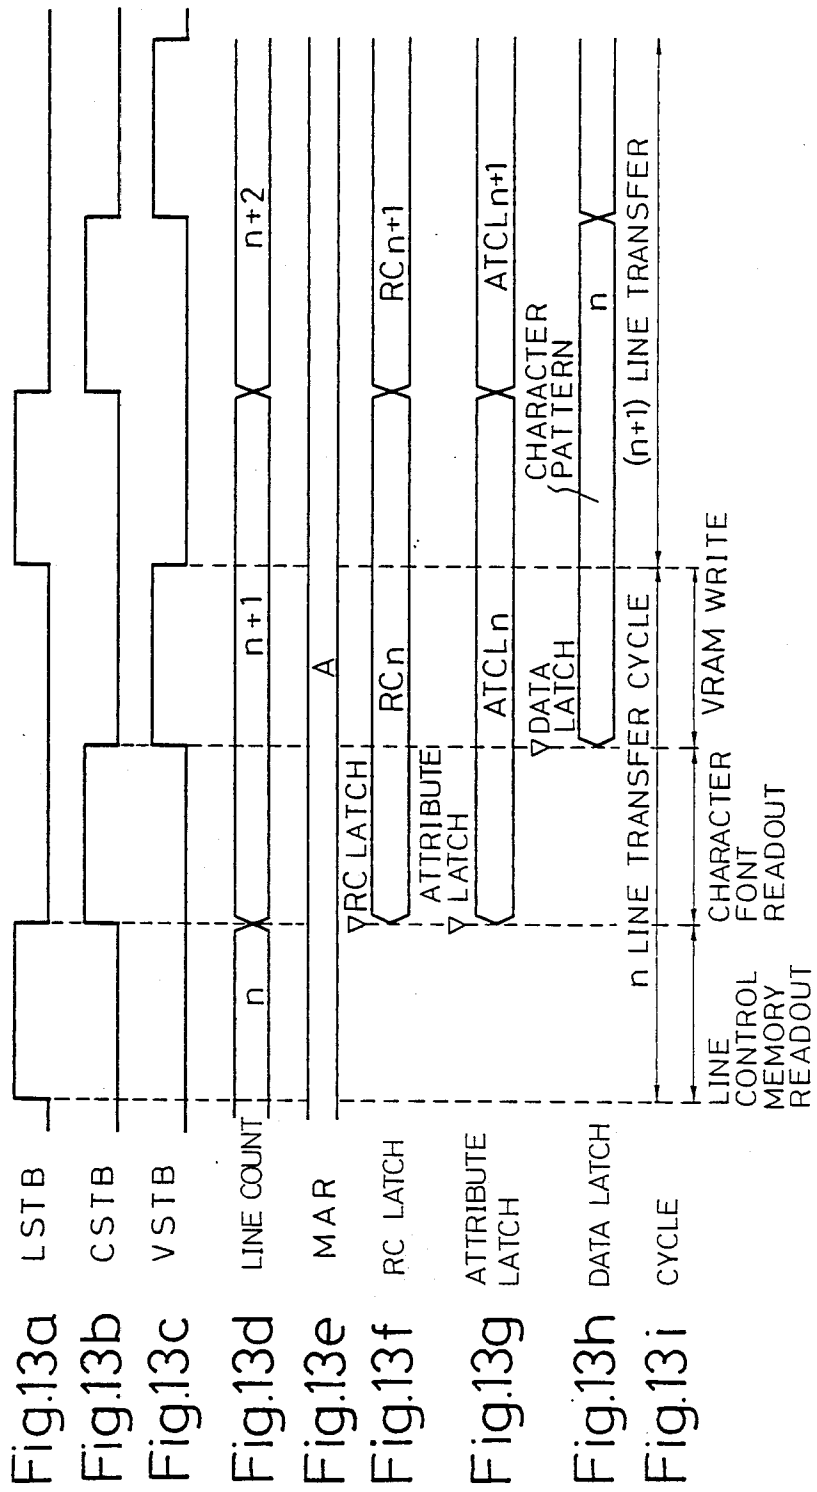 Fig.13a LSTB
Fig.13b CSTB
Fig.13c VSTB
Fig.13d LINE COUNT n n+1 n+2
Fig.13e MAR A
RC LATCH
Fig.13f RC LATCH RCn RCn+1
ATTRIBUTE
LATCH
Fig.13g ATTRIBUTE
LATCH
ATCLn ATCLn+1
DATA
LATCH
CHARACTER
PATTERN
Fig.13h DATA LATCH n
Fig.13i CYCLE
n LINE TRANSFER CYCLE (n+1) LINE TRANSFER
LINE
CONTROL
MEMORY
READOUT
CHARACTER
FONT
READOUT
VRAM WRITE